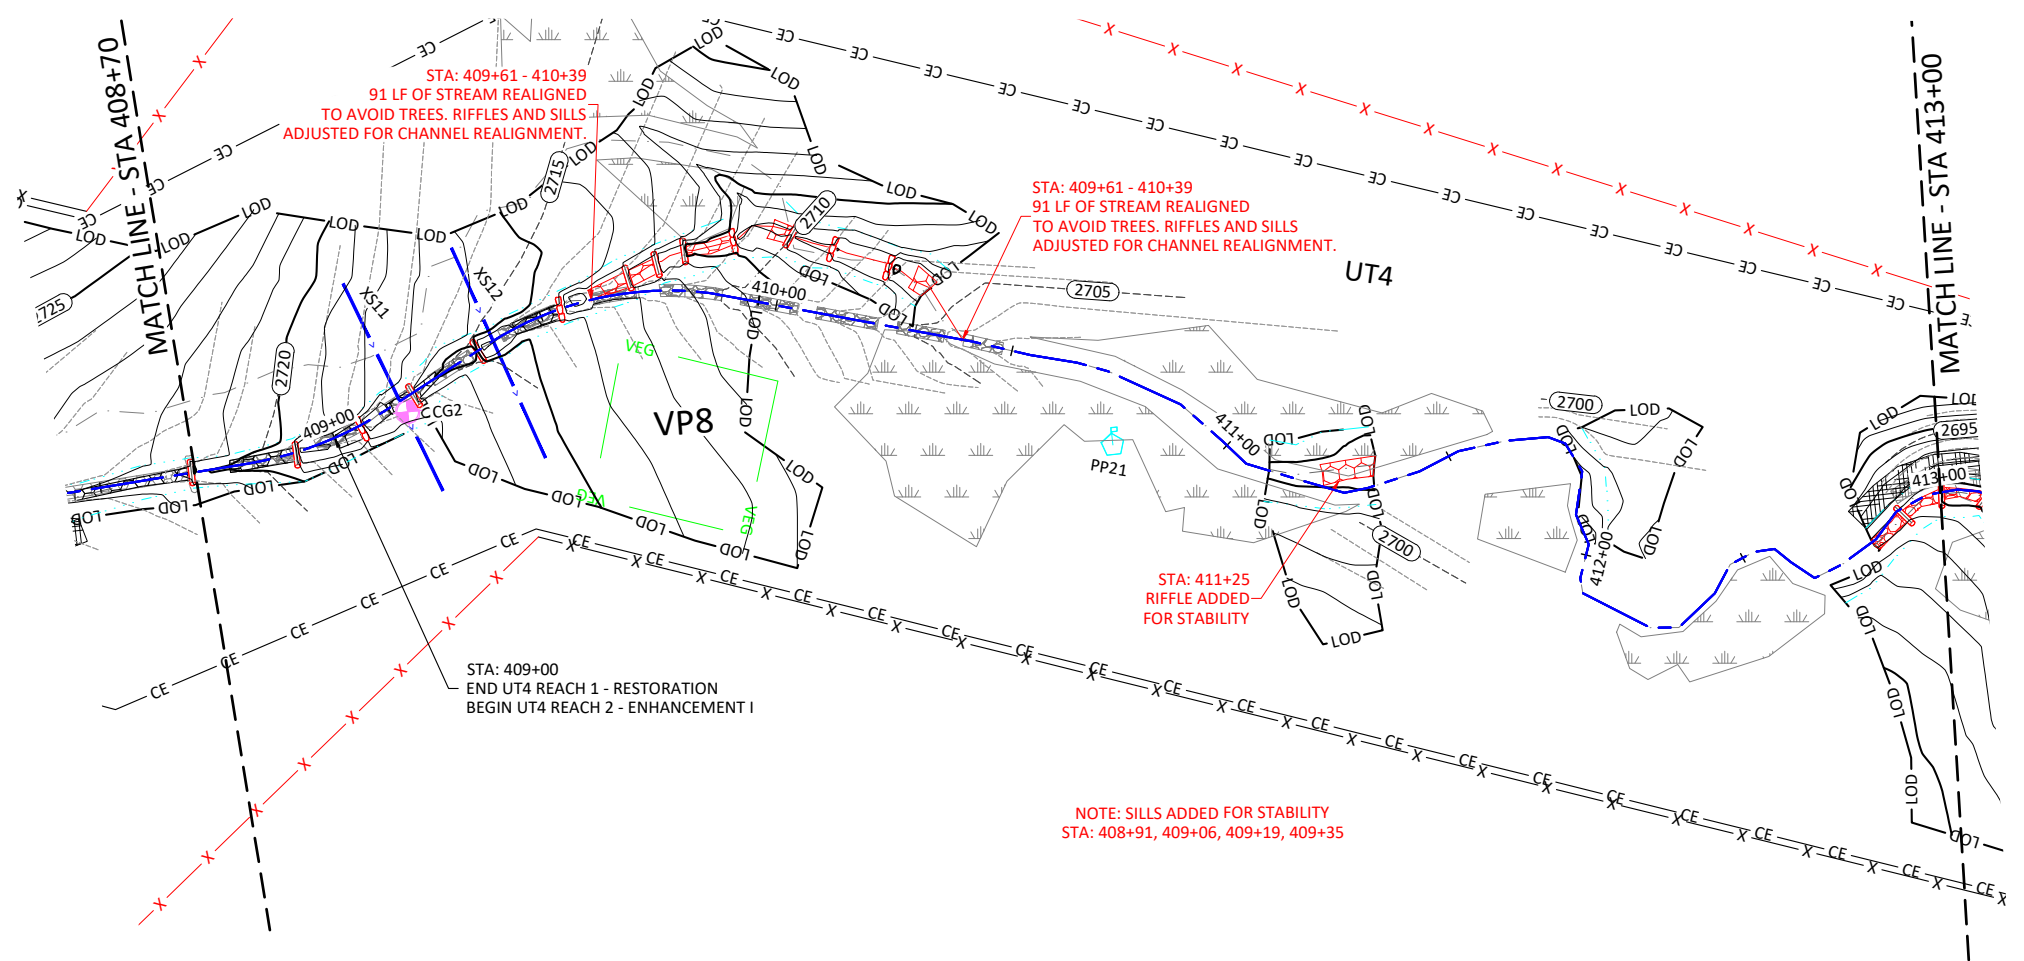 MATCH LINE - STA 408+70
MATCH LINE - STA 413+00
STA: 409+61 - 410+39
91 LF OF STREAM REALIGNED
TO AVOID TREES. RIFFLES AND SILLS
ADJUSTED FOR CHANNEL REALIGNMENT.
STA: 409+61 - 410+39
91 LF OF STREAM REALIGNED
TO AVOID TREES. RIFFLES AND SILLS
ADJUSTED FOR CHANNEL REALIGNMENT.
UT4
2715
2710
2705
2720
2700
2700
2695
XS11
XS12
409+00
410+00
411+00
412+00
413+00
CCG2
VP8
VEG
VEG
VEG
PP21
LOD
CE
X
STA: 411+25
RIFFLE ADDED
FOR STABILITY
STA: 409+00
END UT4 REACH 1 - RESTORATION
BEGIN UT4 REACH 2 - ENHANCEMENT I
NOTE: SILLS ADDED FOR STABILITY
STA: 408+91, 409+06, 409+19, 409+35